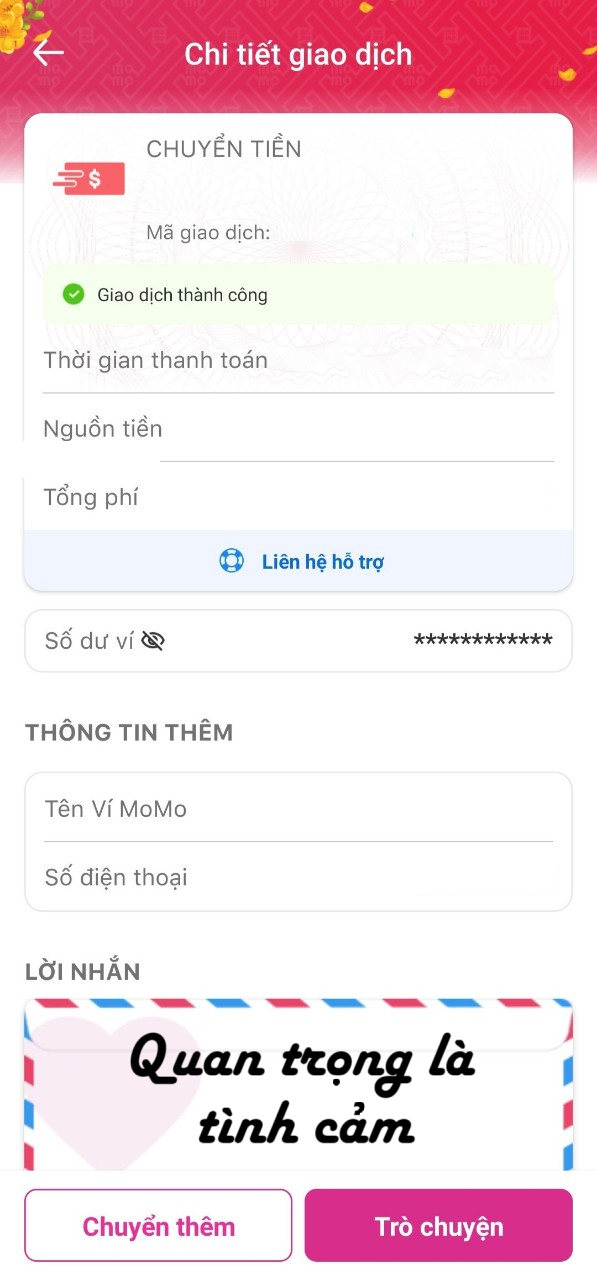 Chi tiết giao dịch
CHUYỂN TIỀN
$
Mã giao dịch:
Giao dịch thành công
Thời gian thanh toán
Nguồn tiền
Tổng phí
Liên hệ hỗ trợ
Số dư ví ************
THÔNG TIN THÊM
Tên Ví MoMo
Số điện thoại
LỜI NHẮN
Quan trọng là
tình cảm
Chuyển thêm
Trò chuyện